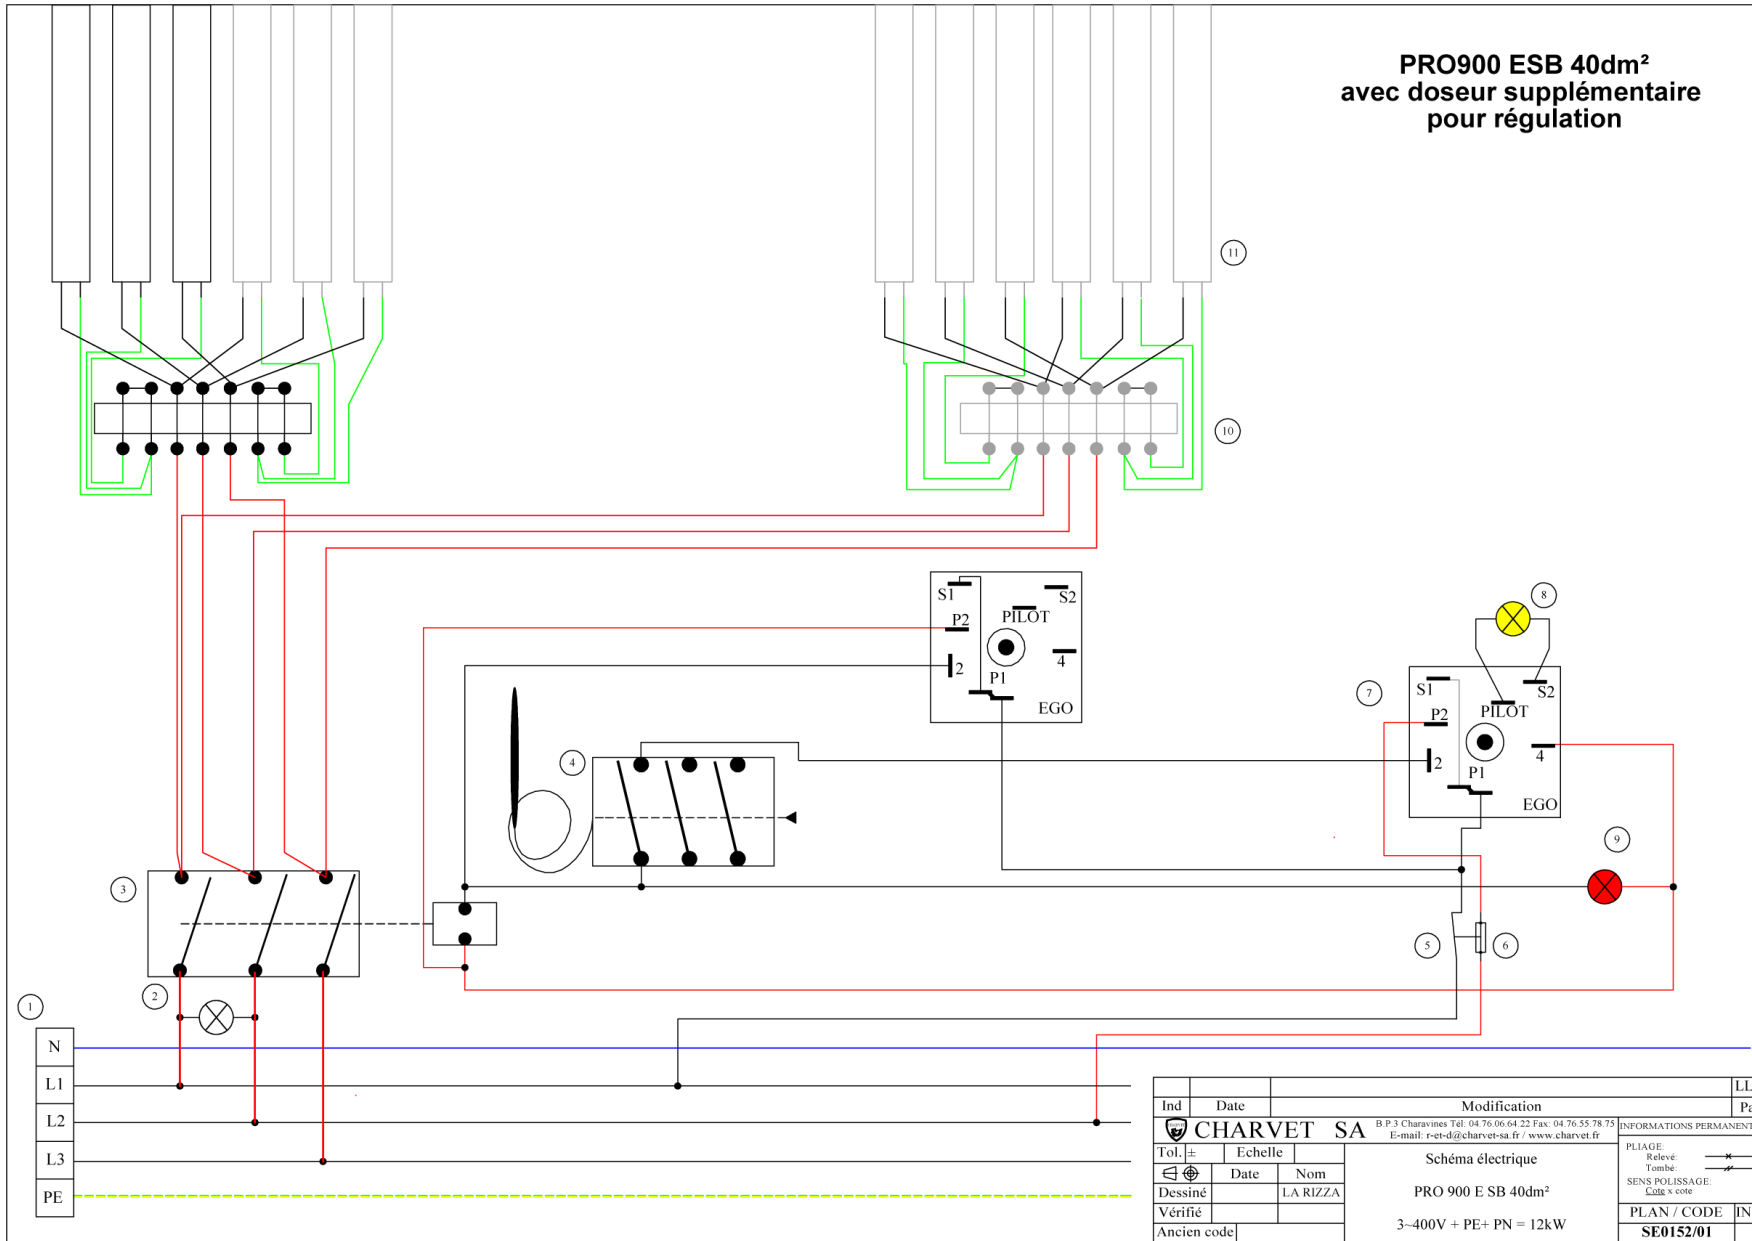 PRO900 ESB 40dm²
avec doseur supplémentaire
pour régulation
11
10
S1
S2
P2
PILOT
2
4
P1
EGO
8
7
S1
S2
P2
PILOT
2
4
P1
EGO
4
9
3
5
6
2
1
N
L1
L2
L3
PE
Ind Date Modification
CHARVET SA
B.P.3 Charavines Tél: 04.76.06.64.22 Fax: 04.76.55.78.75
E-mail: r-et-d@charvet-sa.fr / www.charvet.fr
INFORMATIONS PERMANENT
Tol. ± Echelle
Date Nom
Dessiné LA RIZZA
Vérifié
Ancien code
Schéma électrique
PRO 900 E SB 40dm²
3~400V + PE+ PN = 12kW
PLIAGE:
Relevé:
Tombé:
SENS POLISSAGE:
Cote x cote
PLAN / CODE IN
SE0152/01
LL
Pa